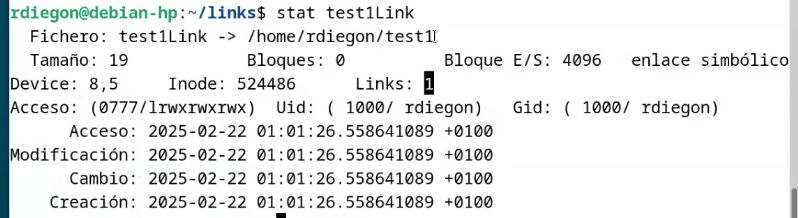 rdiegon@debian-hp:~/links$ stat test1Link
Fichero: test1Link -> /home/rdiegon/test1
Tamaño: 19 Bloques: 0 Bloque E/S: 4096 enlace simbólico
Device: 8,5 Inode: 524486 Links: 1
Acceso: (0777/lrwxrwxrwx) Uid: ( 1000/ rdiegon) Gid: ( 1000/ rdiegon)
Acceso: 2025-02-22 01:01:26.558641089 +0100
Modificación: 2025-02-22 01:01:26.558641089 +0100
Cambio: 2025-02-22 01:01:26.558641089 +0100
Creación: 2025-02-22 01:01:26.558641089 +0100